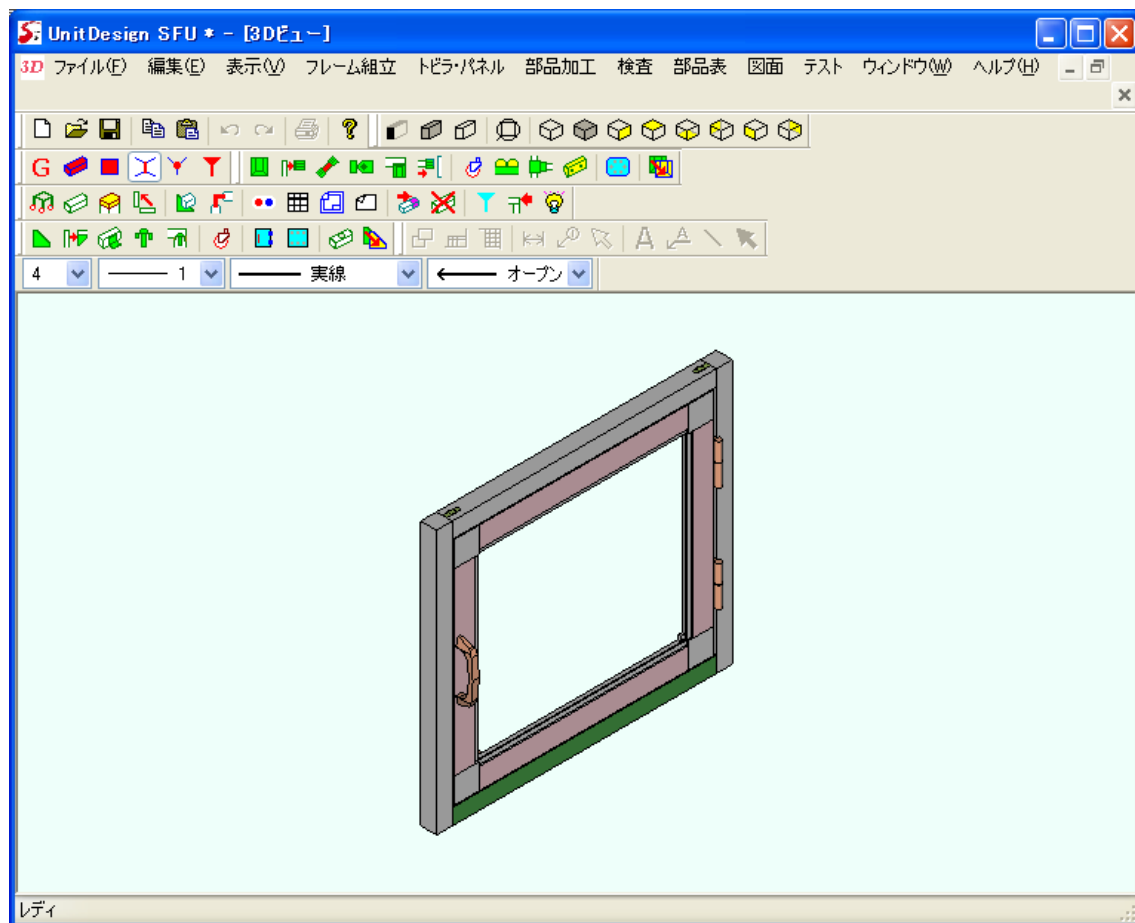 UnitDesign SFU * - [3Dビュー]
3D ファイル(F) 編集(E) 表示(V) フレーム組立 トビラ・パネル 部品加工 検査 部品表 図面 テスト ウィンドウ(W) ヘルプ(H)
G
A A
4 1 実線 オープン
レディ